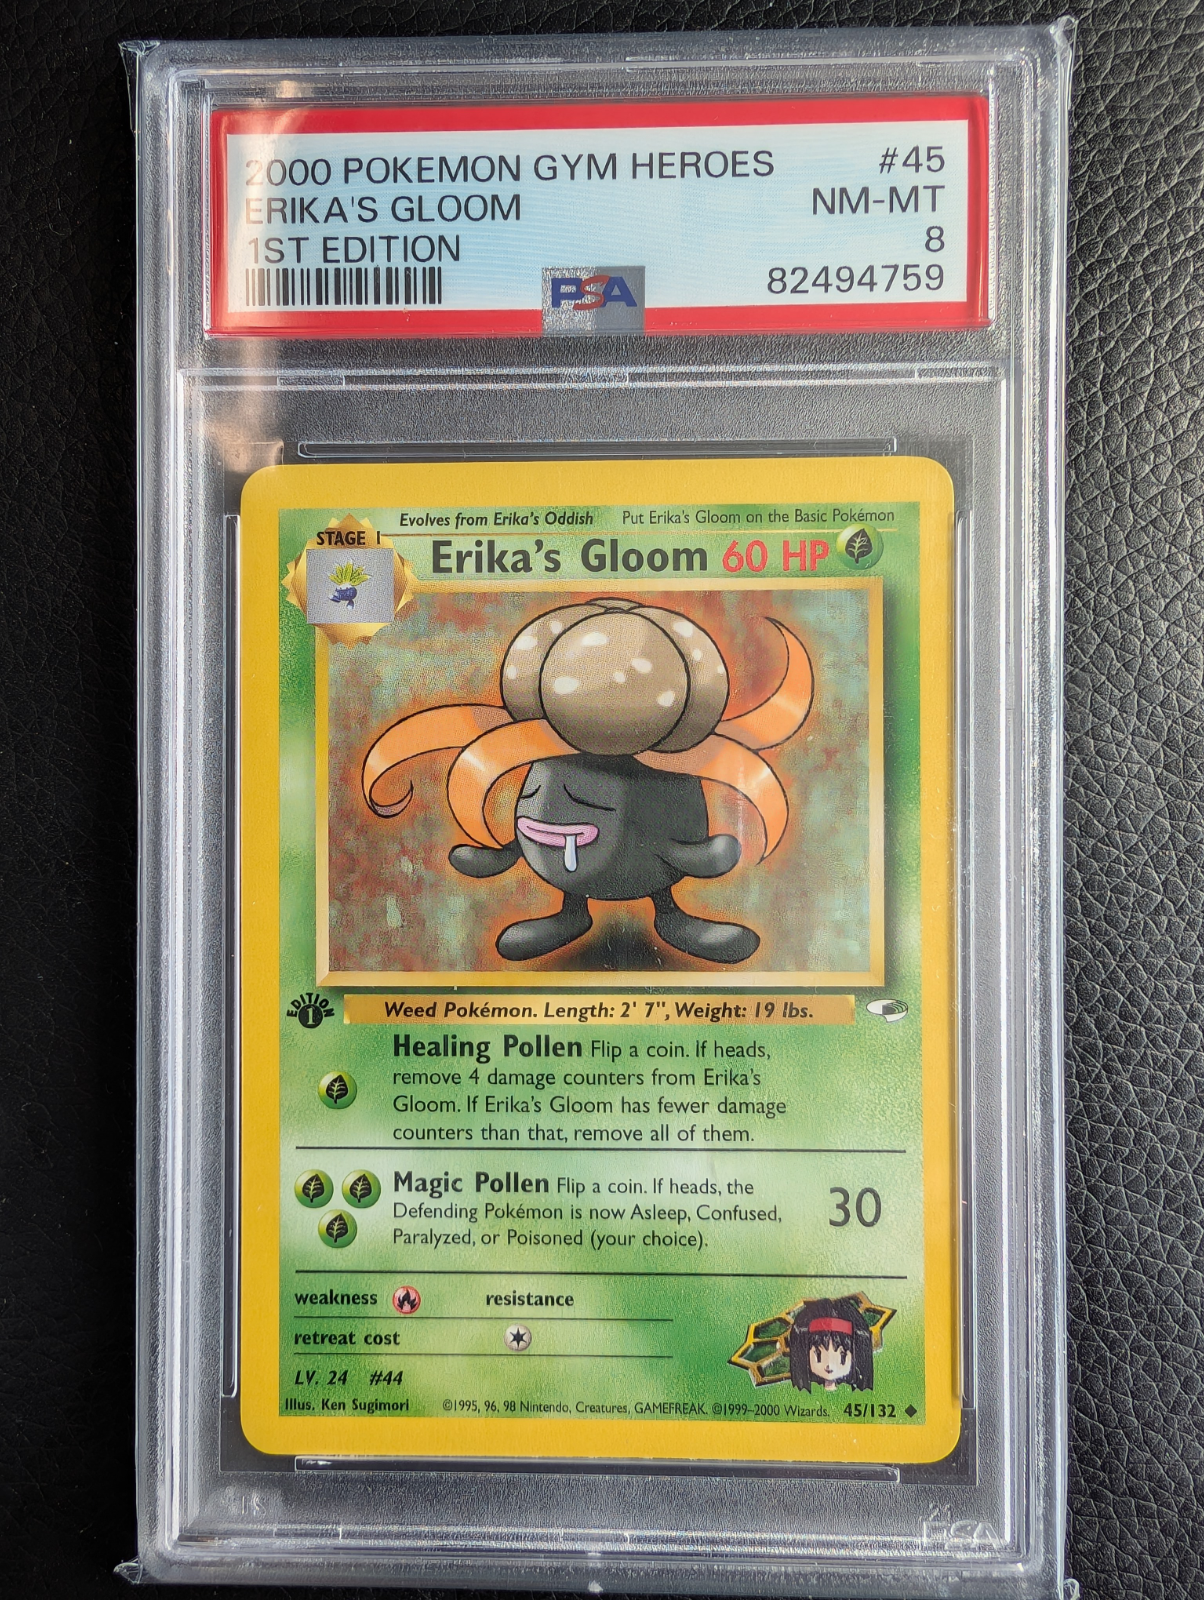 2000 POKEMON GYM HEROES #45
ERIKA'S GLOOM NM-MT
1ST EDITION 8
PSA 82494759
Evolves from Erika's Oddish Put Erika's Gloom on the Basic Pokémon
STAGE 1
Erika's Gloom 60 HP
EDITION 1
Weed Pokémon. Length: 2' 7", Weight: 19 lbs.
Healing Pollen Flip a coin. If heads,
remove 4 damage counters from Erika's
Gloom. If Erika's Gloom has fewer damage
counters than that, remove all of them.
Magic Pollen Flip a coin. If heads, the
Defending Pokémon is now Asleep, Confused,
Paralyzed, or Poisoned (your choice).
30
weakness resistance
retreat cost
LV. 24 #44
Illus. Ken Sugimori ©1995, 96, 98 Nintendo, Creatures, GAMEFREAK. ©1999-2000 Wizards. 45/132
PSA